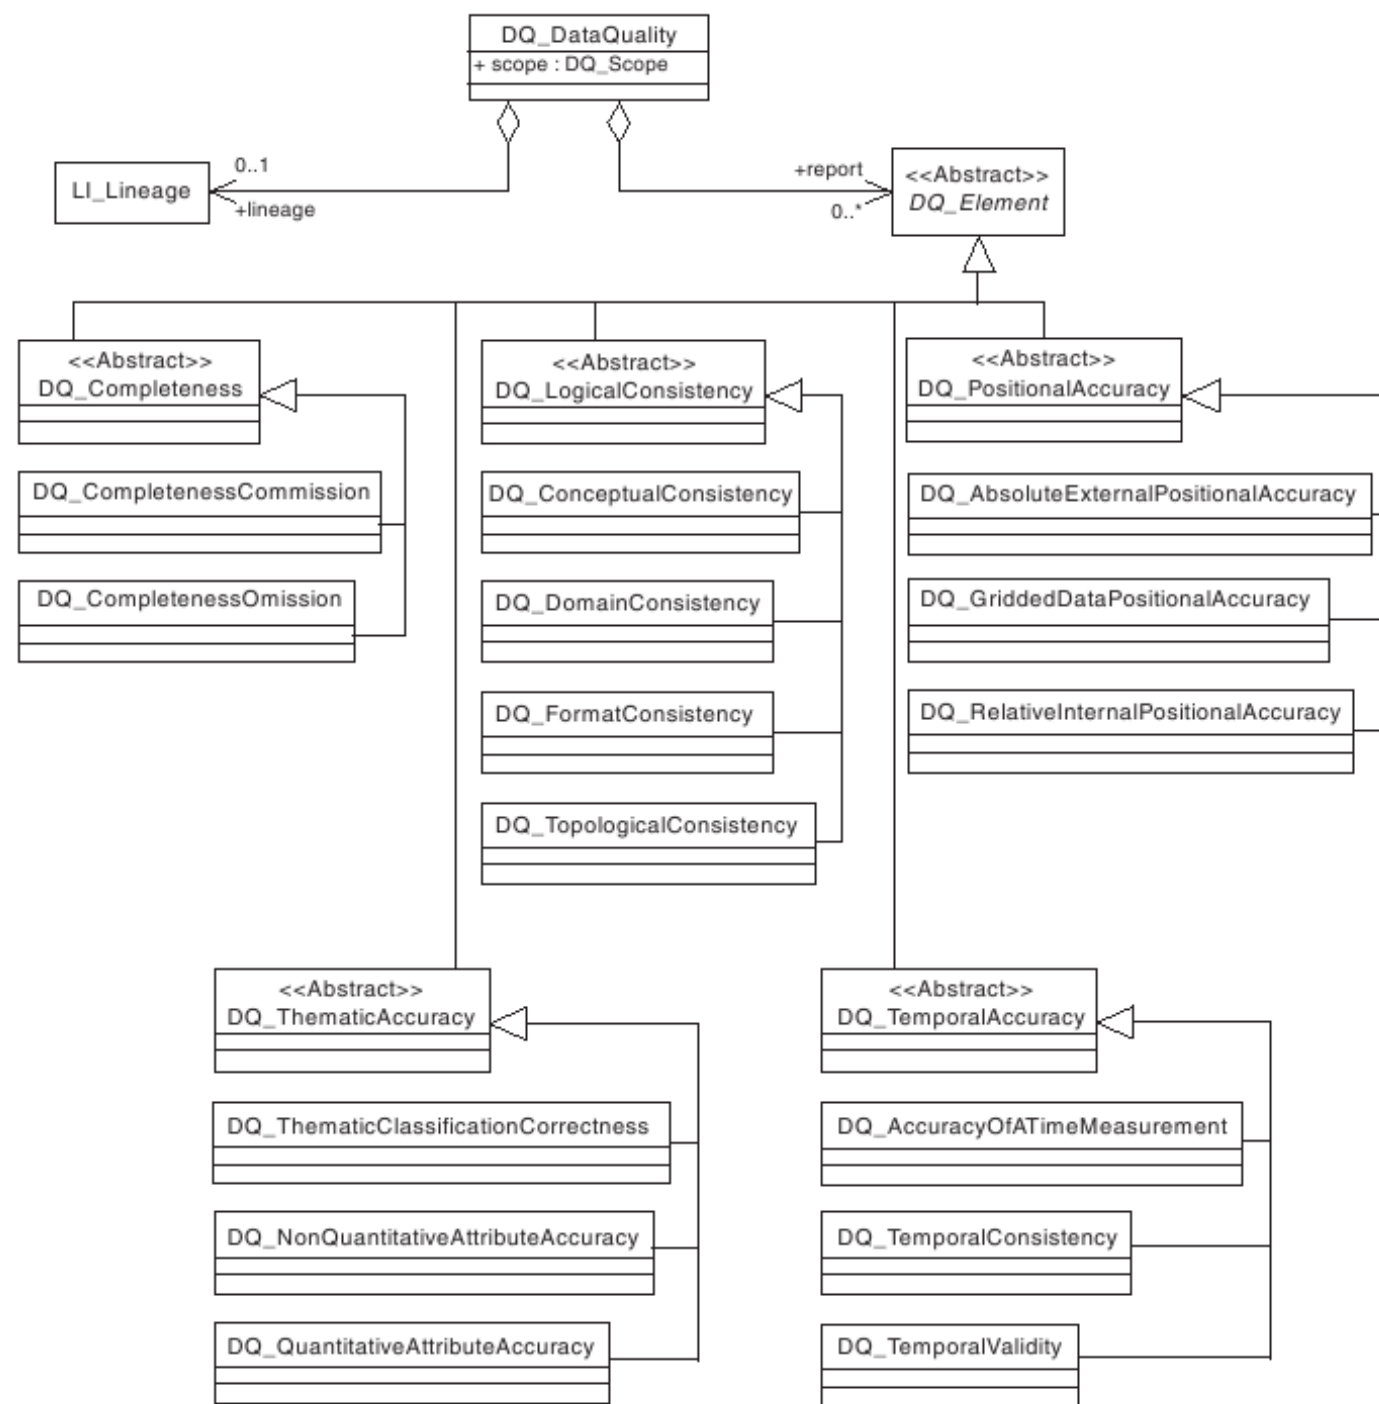 DQ_DataQuality
+ scope : DQ_Scope
0..1
LI_Lineage
+lineage
+report
0..*
<<Abstract>>
DQ_Element
<<Abstract>>
DQ_Completeness
DQ_CompletenessCommission
DQ_CompletenessOmission
<<Abstract>>
DQ_LogicalConsistency
DQ_ConceptualConsistency
DQ_DomainConsistency
DQ_FormatConsistency
DQ_TopologicalConsistency
<<Abstract>>
DQ_PositionalAccuracy
DQ_AbsoluteExternalPositionalAccuracy
DQ_GriddedDataPositionalAccuracy
DQ_RelativeInternalPositionalAccuracy
<<Abstract>>
DQ_ThematicAccuracy
DQ_ThematicClassificationCorrectness
DQ_NonQuantitativeAttributeAccuracy
DQ_QuantitativeAttributeAccuracy
<<Abstract>>
DQ_TemporalAccuracy
DQ_AccuracyOfATimeMeasurement
DQ_TemporalConsistency
DQ_TemporalValidity